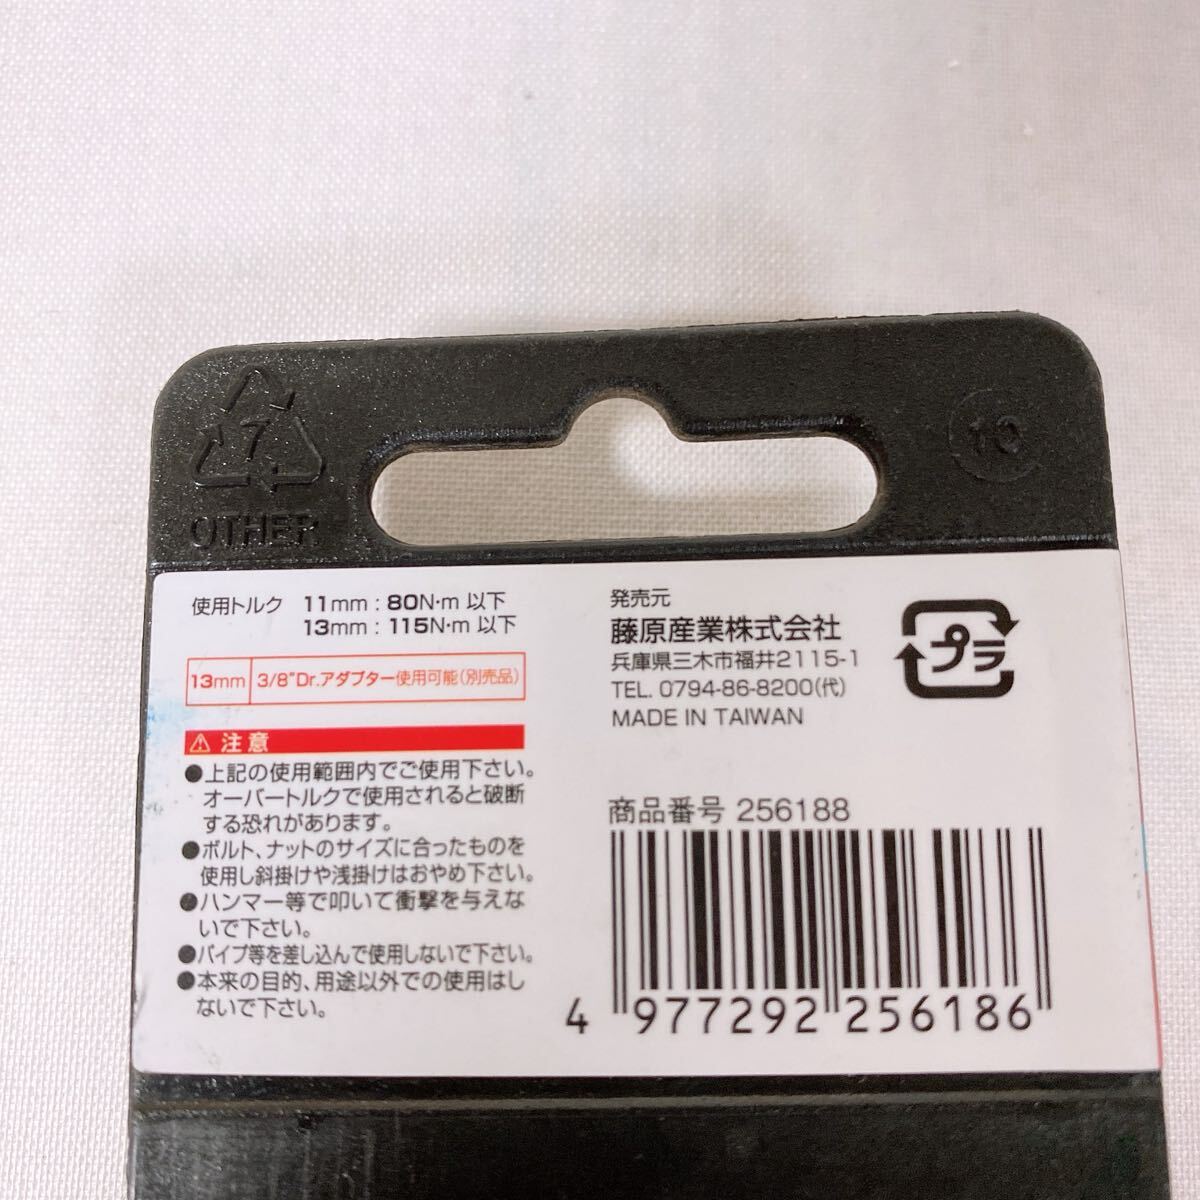 7
OTHER
10
使用トルク 11mm : 80N·m 以下
13mm : 115N·m 以下
13mm 3/8"Dr.アダプター使用可能(別売品)
⚠ 注意
●上記の使用範囲内でご使用下さい。
オーバートルクで使用されると破断
する恐れがあります。
●ボルト、ナットのサイズに合ったものを
使用し斜掛けや浅掛けはおやめ下さい。
●ハンマー等で叩いて衝撃を与えな
いで下さい。
●パイプ等を差し込んで使用しないで下さい。
●本来の目的、用途以外での使用はし
ないで下さい。
発売元
藤原産業株式会社
兵庫県三木市福井2115-1
TEL. 0794-86-8200(代)
MADE IN TAIWAN
プラ
商品番号 256188
4 977292 256186